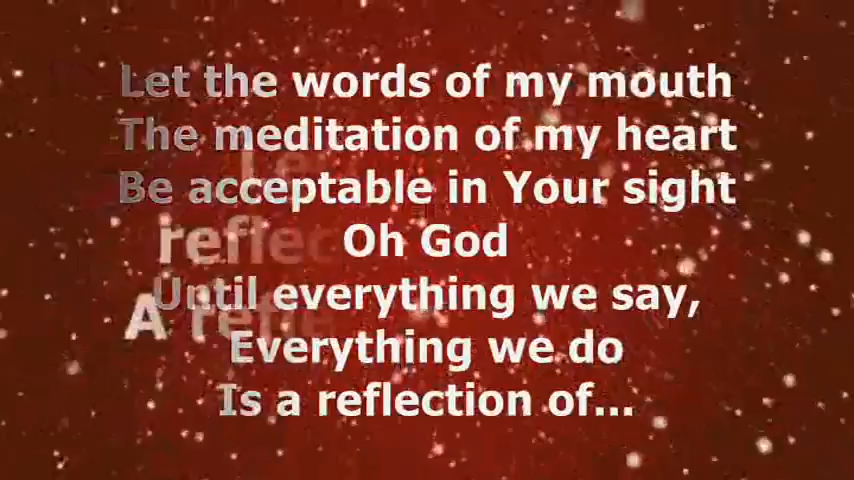 Let the words of my mouth
The meditation of my heart
Be acceptable in Your sight
Oh God
Until everything we say,
Everything we do
Is a reflection of...